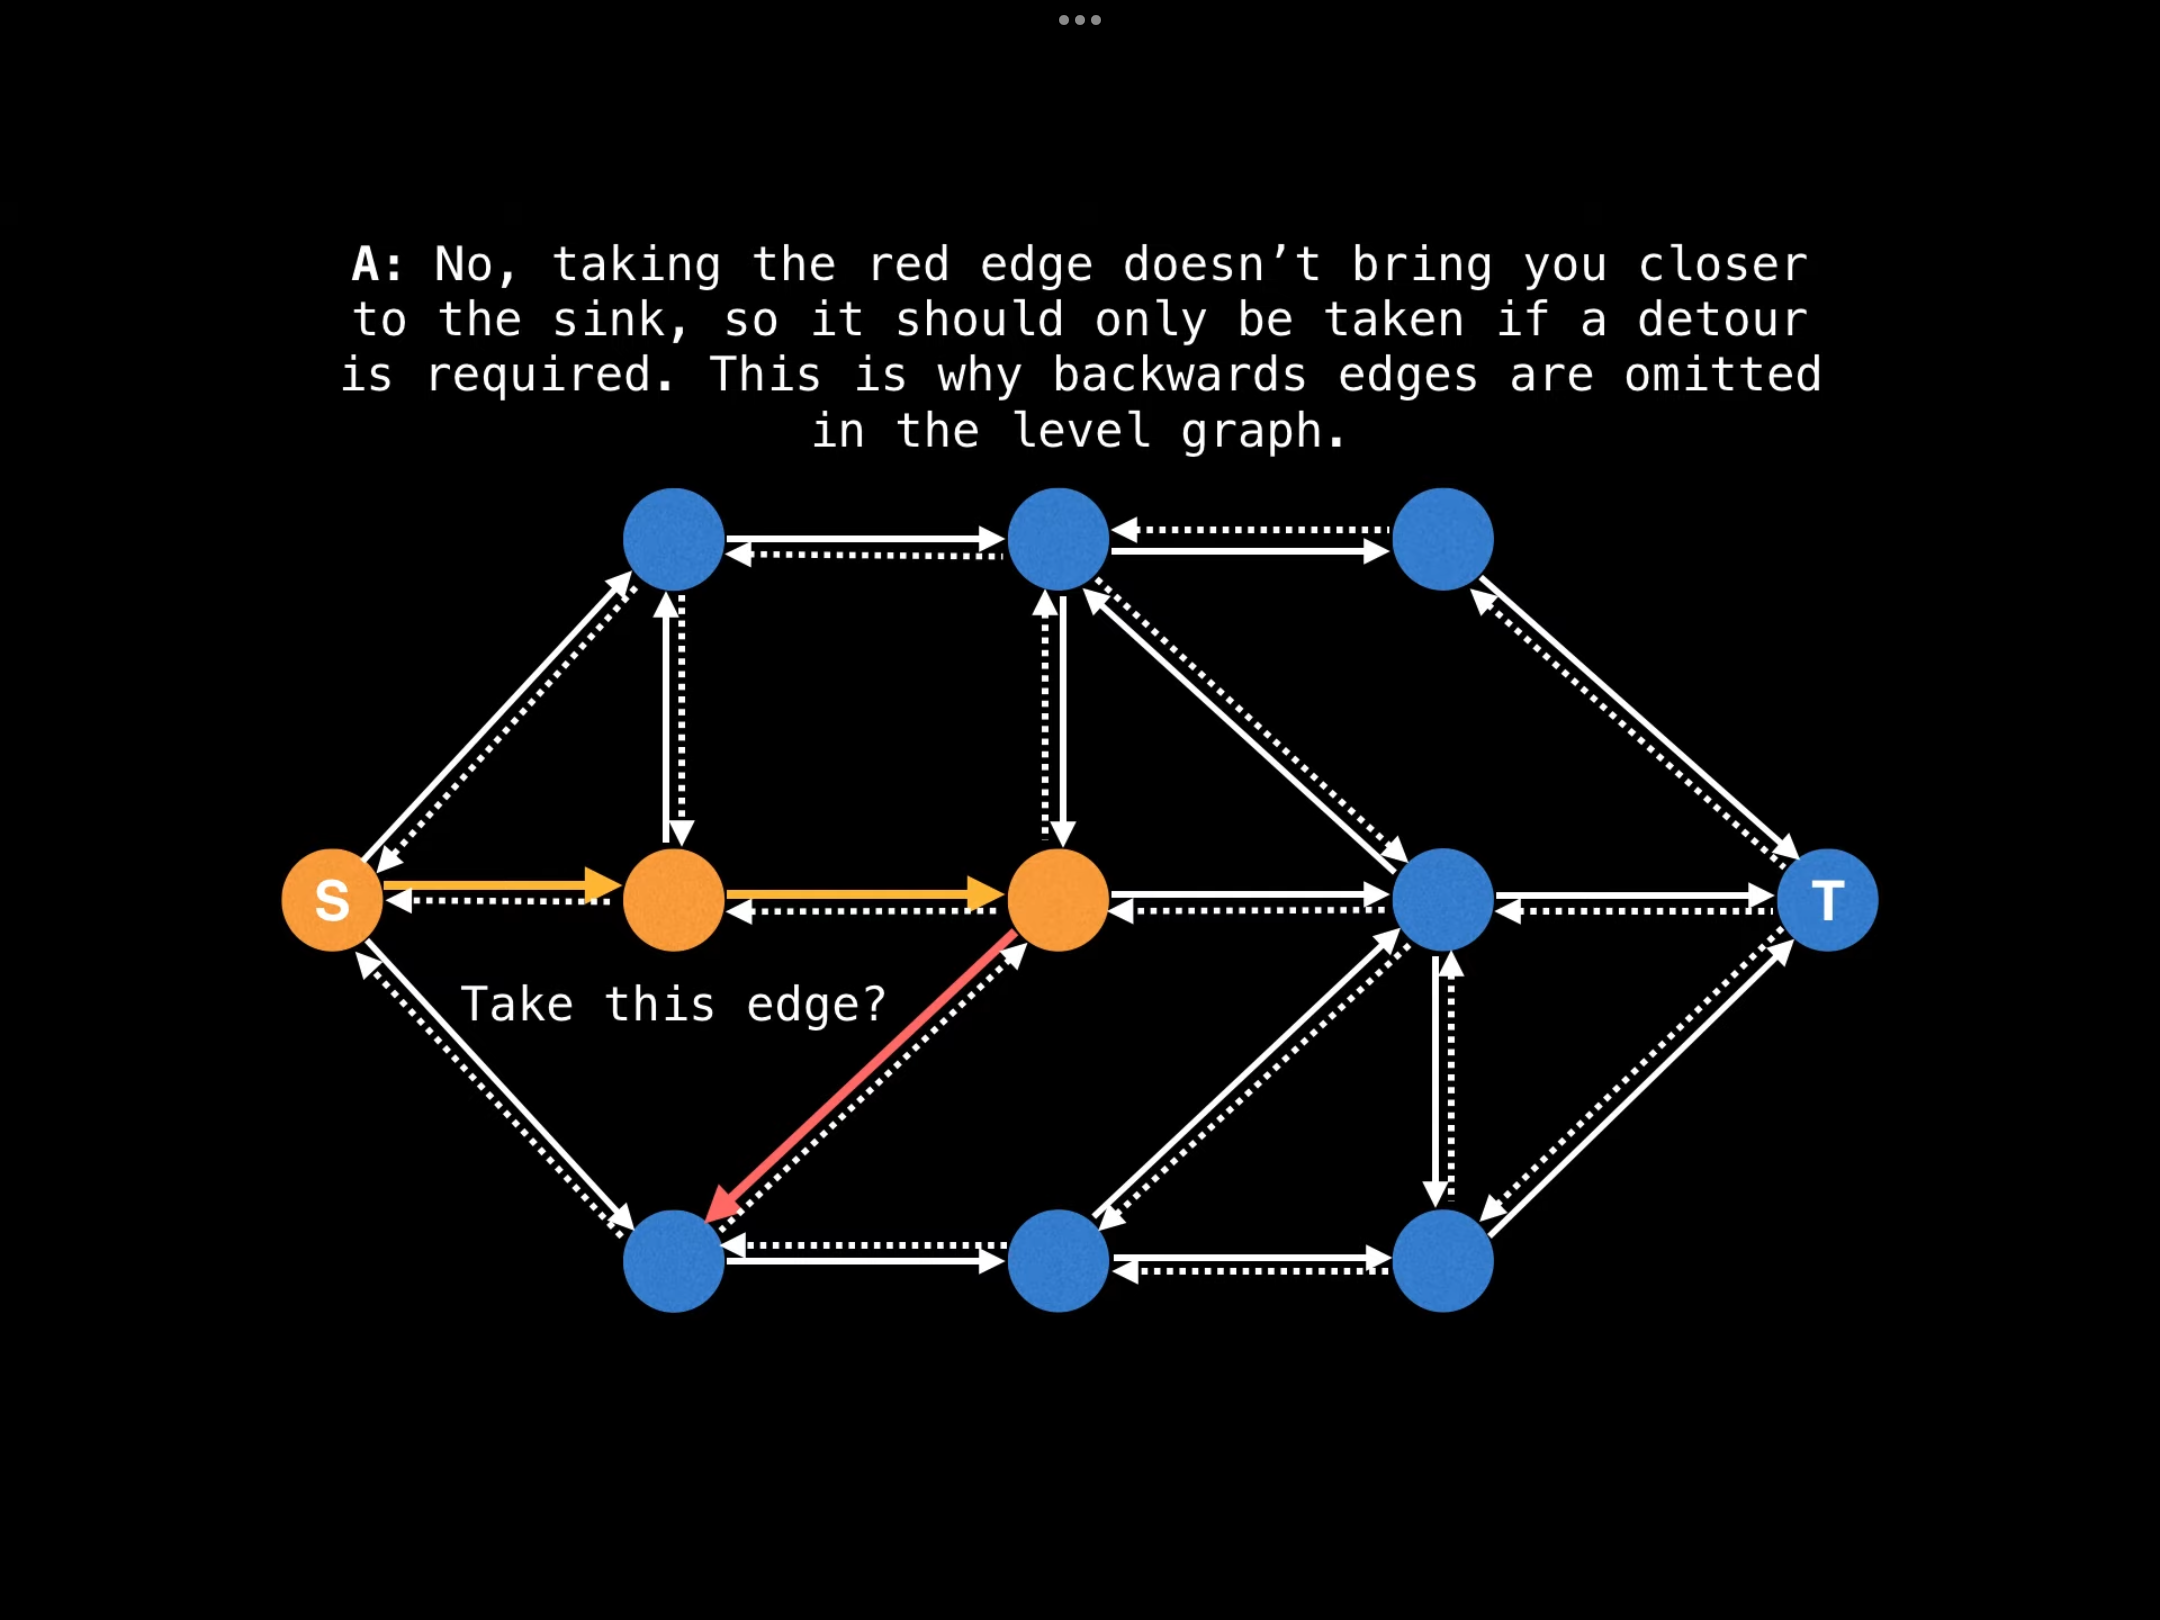 A: No, taking the red edge doesn’t bring you closer
to the sink, so it should only be taken if a detour
is required. This is why backwards edges are omitted
in the level graph.
S
T
Take this edge?